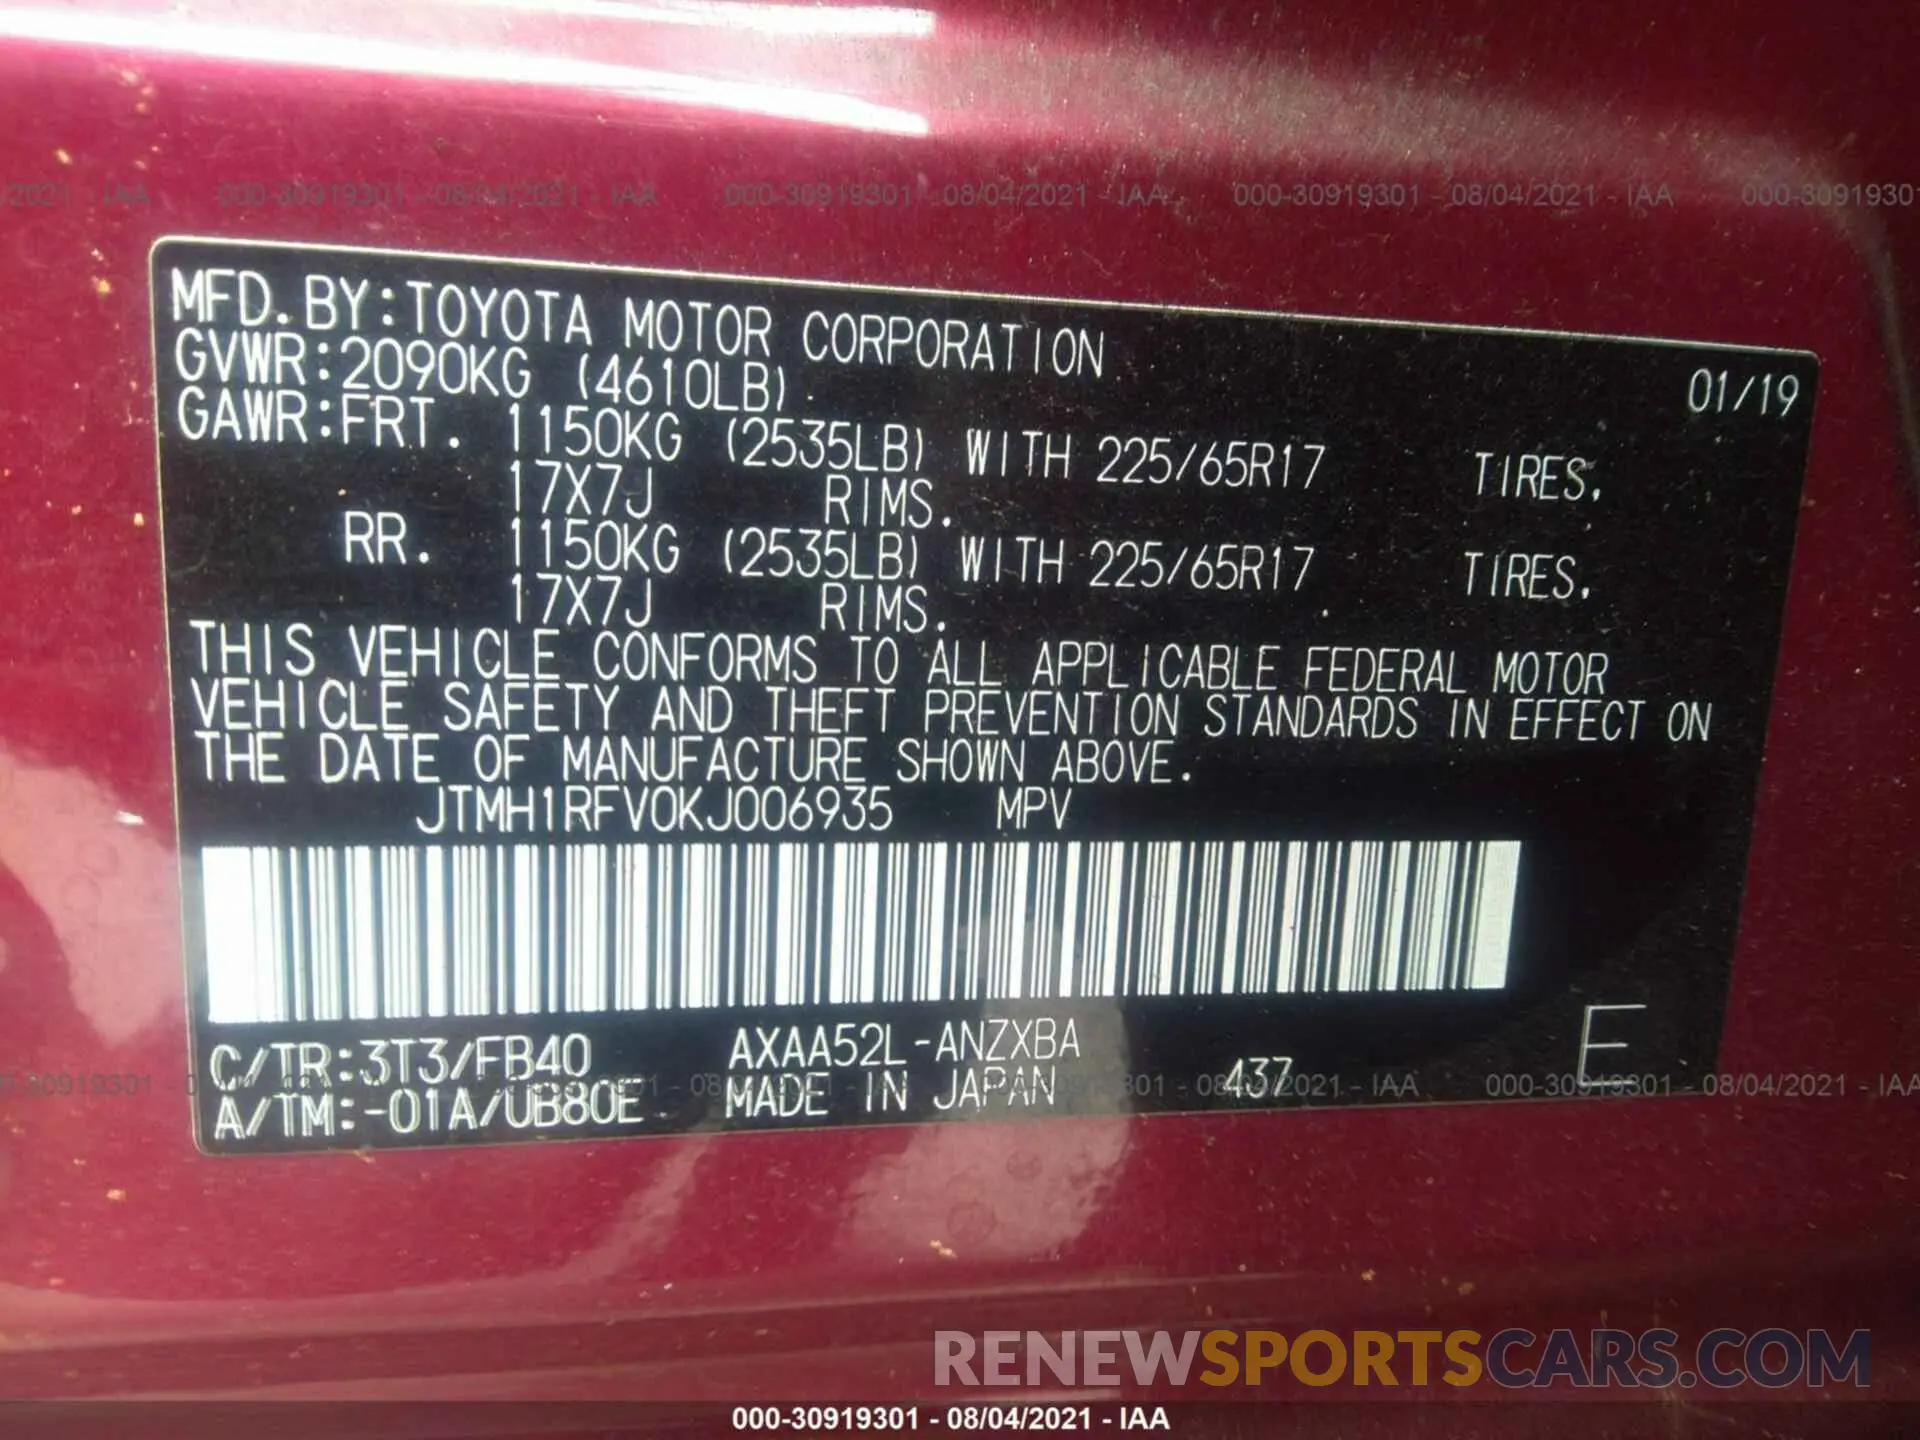 /2021 - IAA 000-30919301 - 08/04/2021 - IAA 000-30919301 - 08/04/2021 - IAA 000-30919301 - 08/04/2021 - IAA 000-3091930
MFD. BY:TOYOTA MOTOR CORPORATION 01/19
GVWR:2090KG (4610LB)
GAWR:FRT. 1150KG (2535LB) WITH 225/65R17 TIRES,
17X7J RIMS.
RR. 1150KG (2535LB) WITH 225/65R17 TIRES,
17X7J RIMS.
THIS VEHICLE CONFORMS TO ALL APPLICABLE FEDERAL MOTOR
VEHICLE SAFETY AND THEFT PREVENTION STANDARDS IN EFFECT ON
THE DATE OF MANUFACTURE SHOWN ABOVE.
JTMH1RFV0KJ006935 MPV
C/TR:3T3/FB40 AXAA52L-ANZXBA
A/TM:-01A/UB80E MADE IN JAPAN 437 E
000-30919301 - 08/04/2021 - IAA
RENEWSPORTSCARS.COM
000-30919301 - 08/04/2021 - IAA